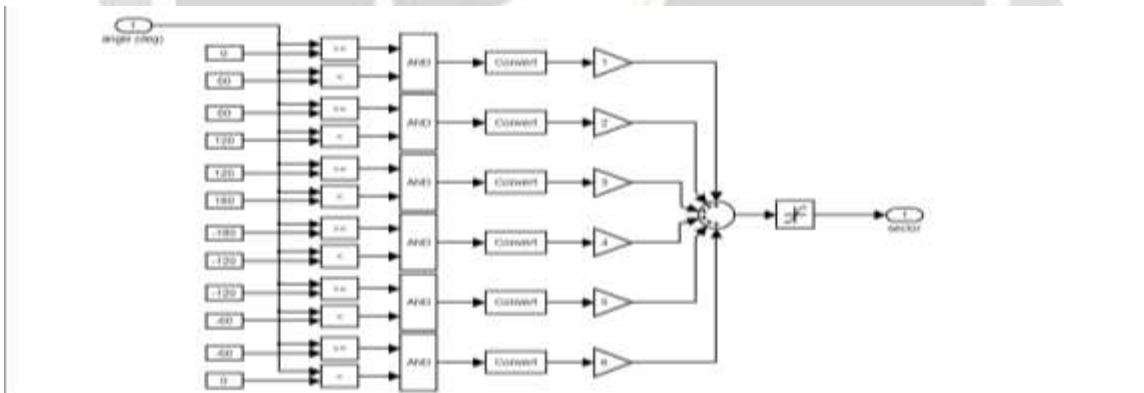 1
angle (deg)
0
>=
60
<
AND
Convert
1
60
>=
120
<
AND
Convert
2
120
>=
180
<
AND
Convert
3
-180
>=
-120
<
AND
Convert
4
-120
>=
-60
<
AND
Convert
5
-60
>=
0
<
AND
Convert
6
1
sector